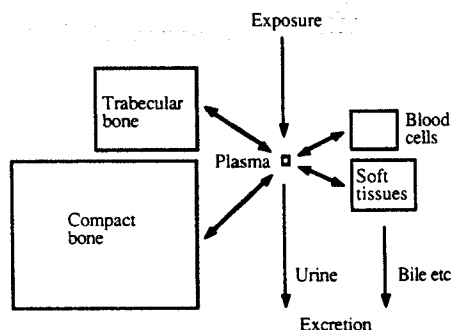 Exposure
Trabecular
bone
Blood
cells
Plasma
Soft
tissues
Compact
bone
Urine
Bile etc
Excretion